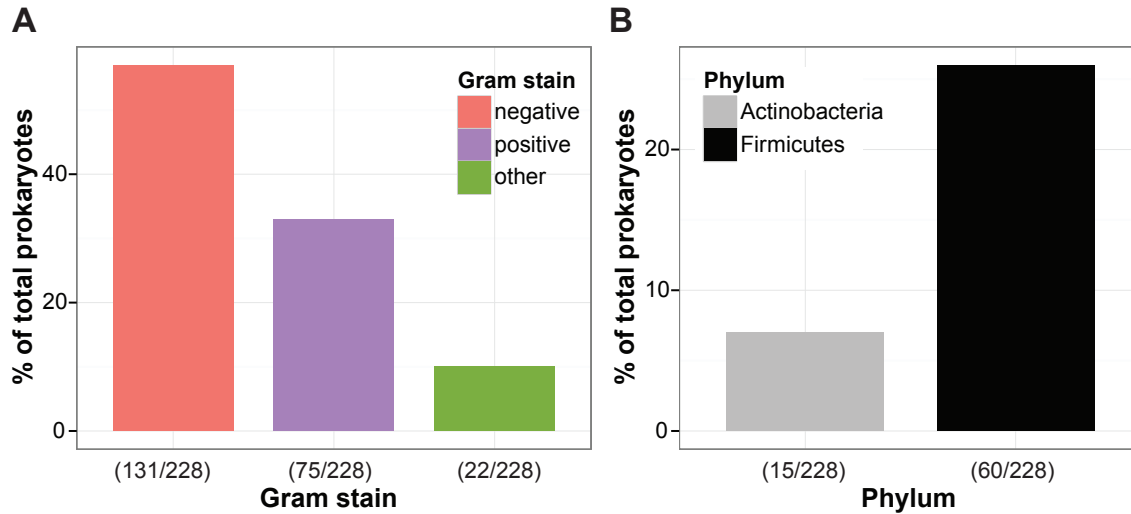 A
% of total prokaryotes
40
20
0
Gram stain
negative
positive
other
(131/228)
(75/228)
(22/228)
Gram stain
B
% of total prokaryotes
20
10
0
Phylum
Actinobacteria
Firmicutes
(15/228)
(60/228)
Phylum